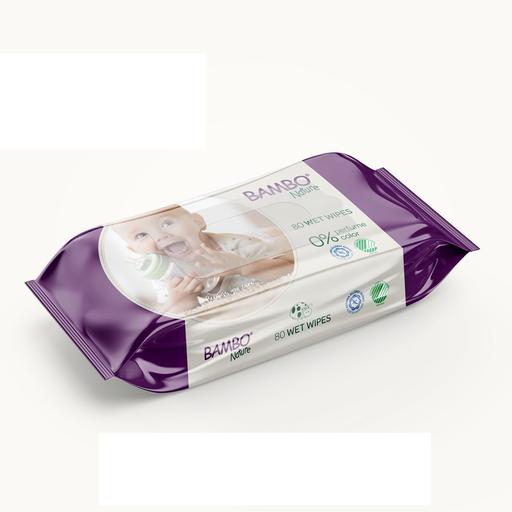 BAMBO®
Nature
80 WET WIPES
0% perfume
color
BAMBO®
Nature
80 WET WIPES